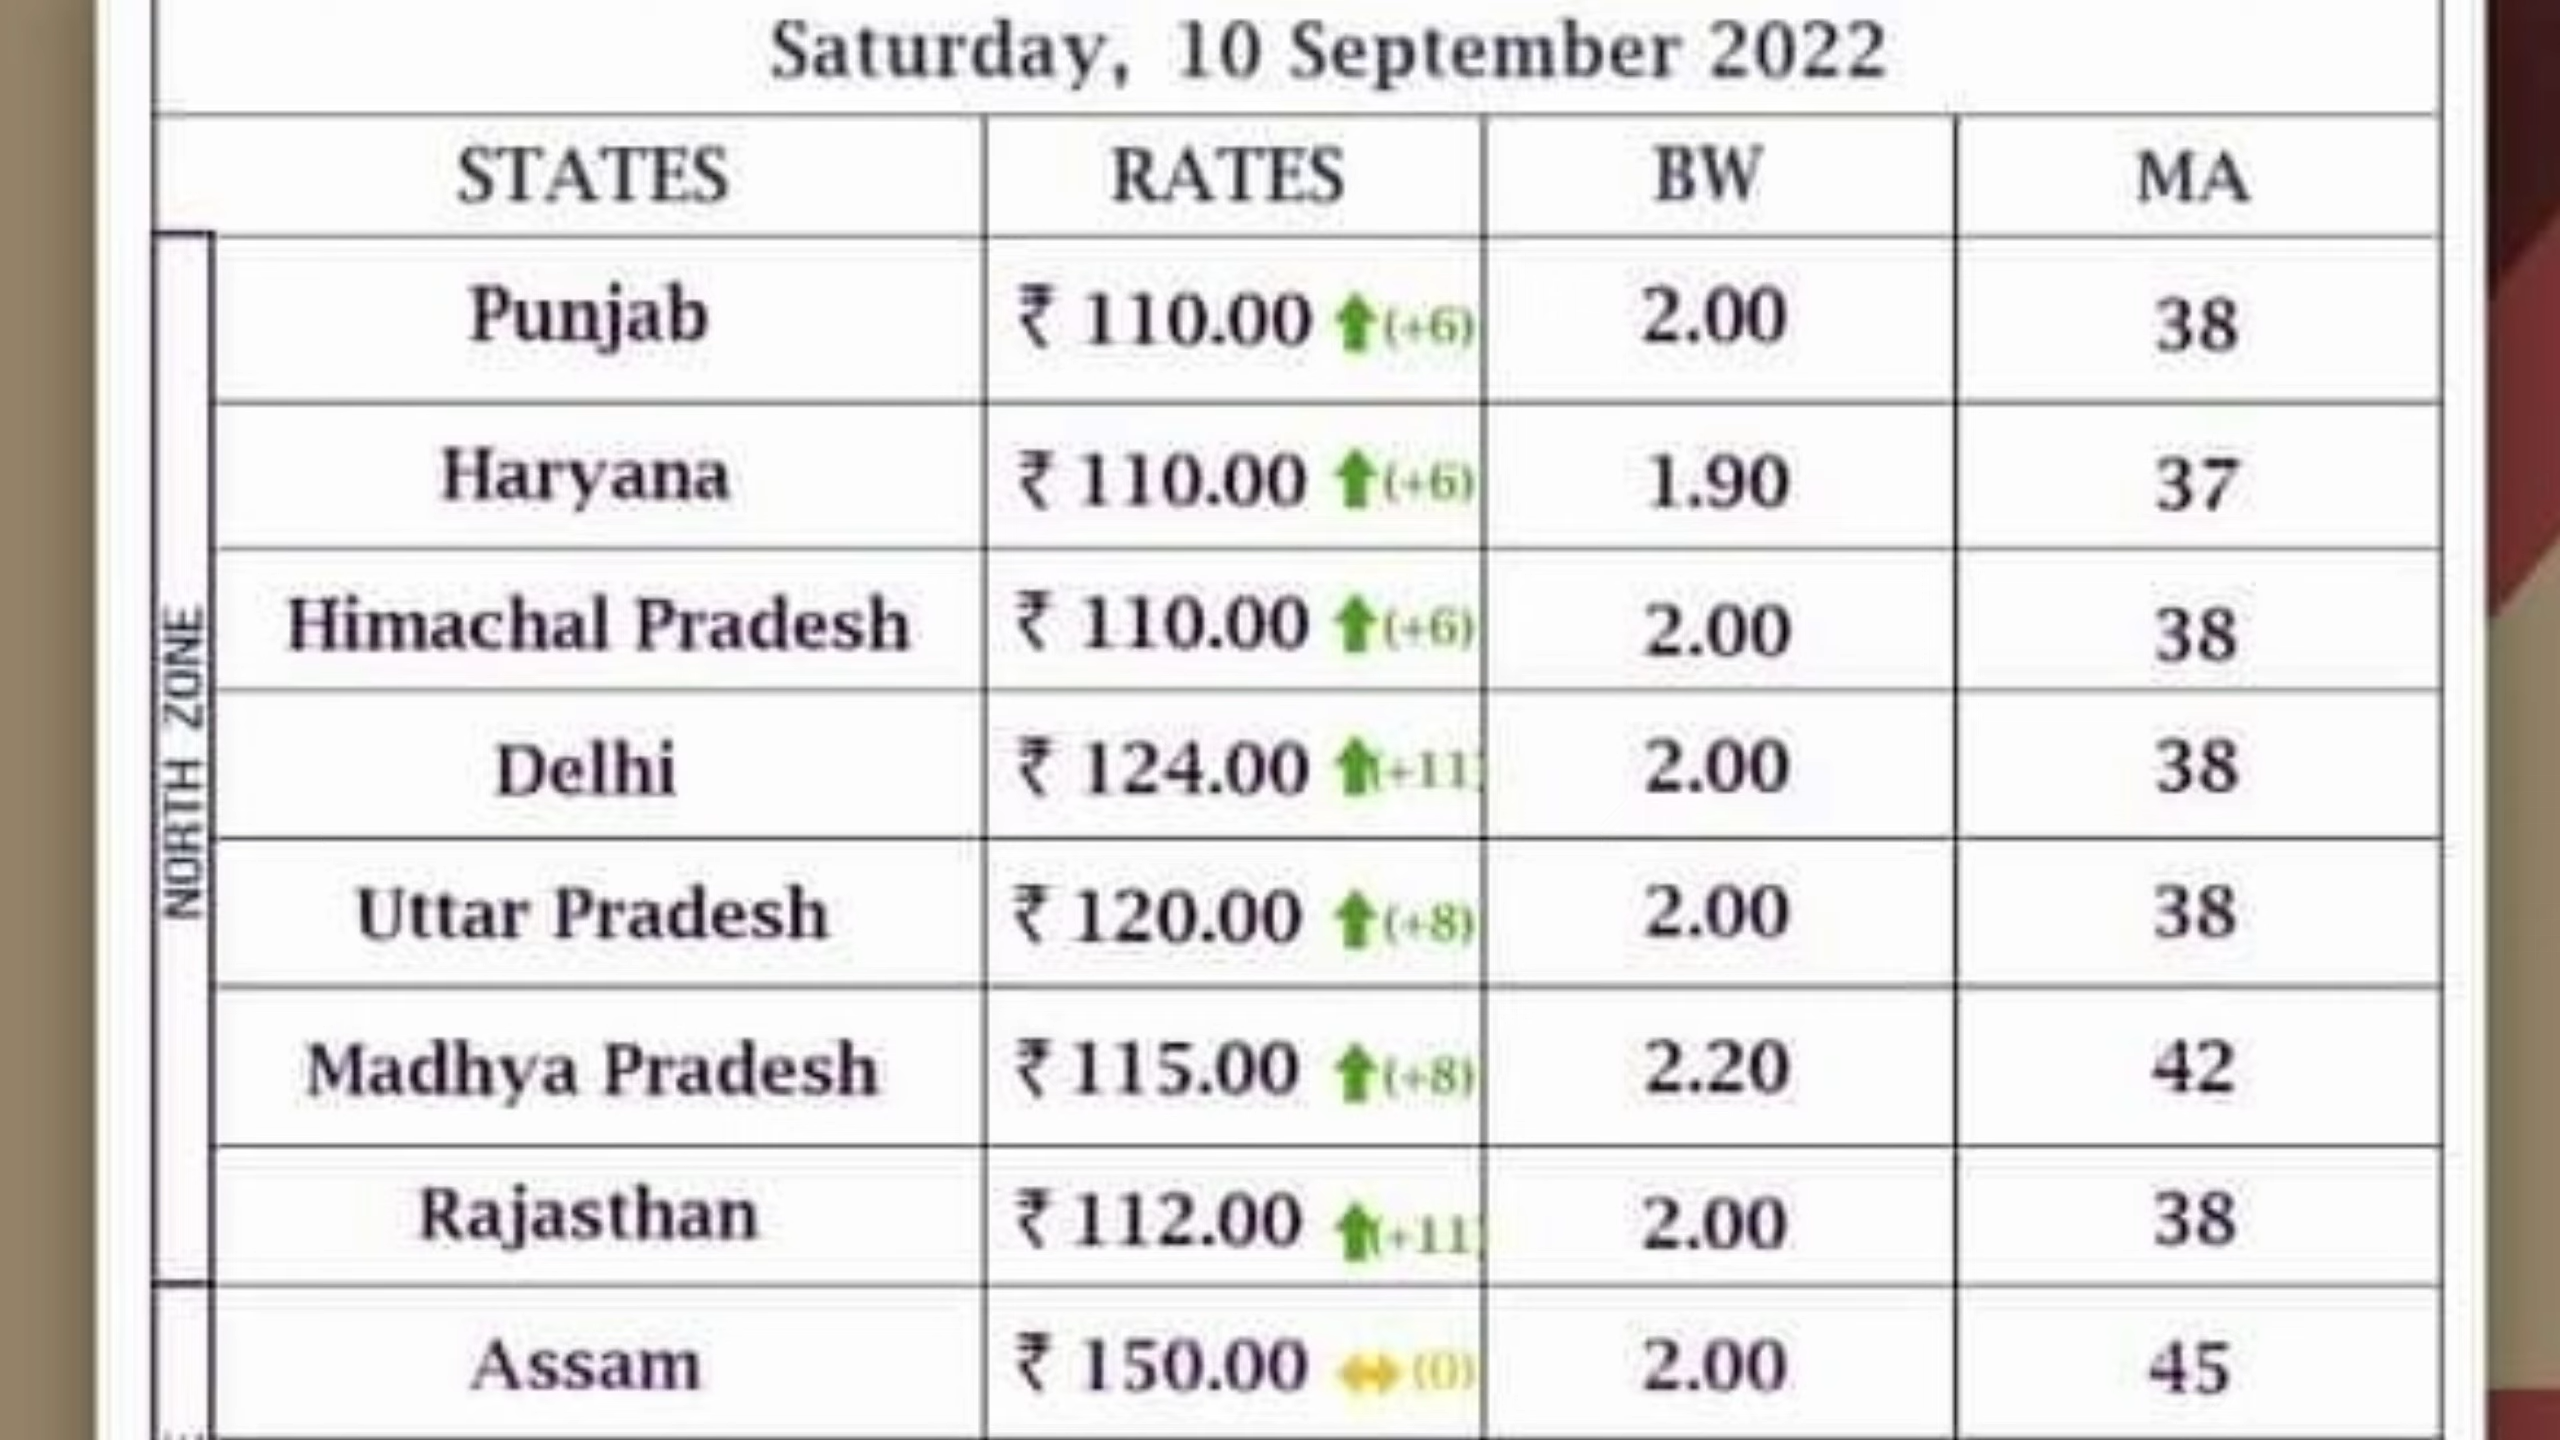 Saturday, 10 September 2022
STATES RATES BW MA
NORTH ZONE
Punjab ₹ 110.00 (+6) 2.00 38
Haryana ₹ 110.00 (+6) 1.90 37
Himachal Pradesh ₹ 110.00 (+6) 2.00 38
Delhi ₹ 124.00 (+11) 2.00 38
Uttar Pradesh ₹ 120.00 (+8) 2.00 38
Madhya Pradesh ₹ 115.00 (+8) 2.20 42
Rajasthan ₹ 112.00 (+11) 2.00 38
Assam ₹ 150.00 (0) 2.00 45